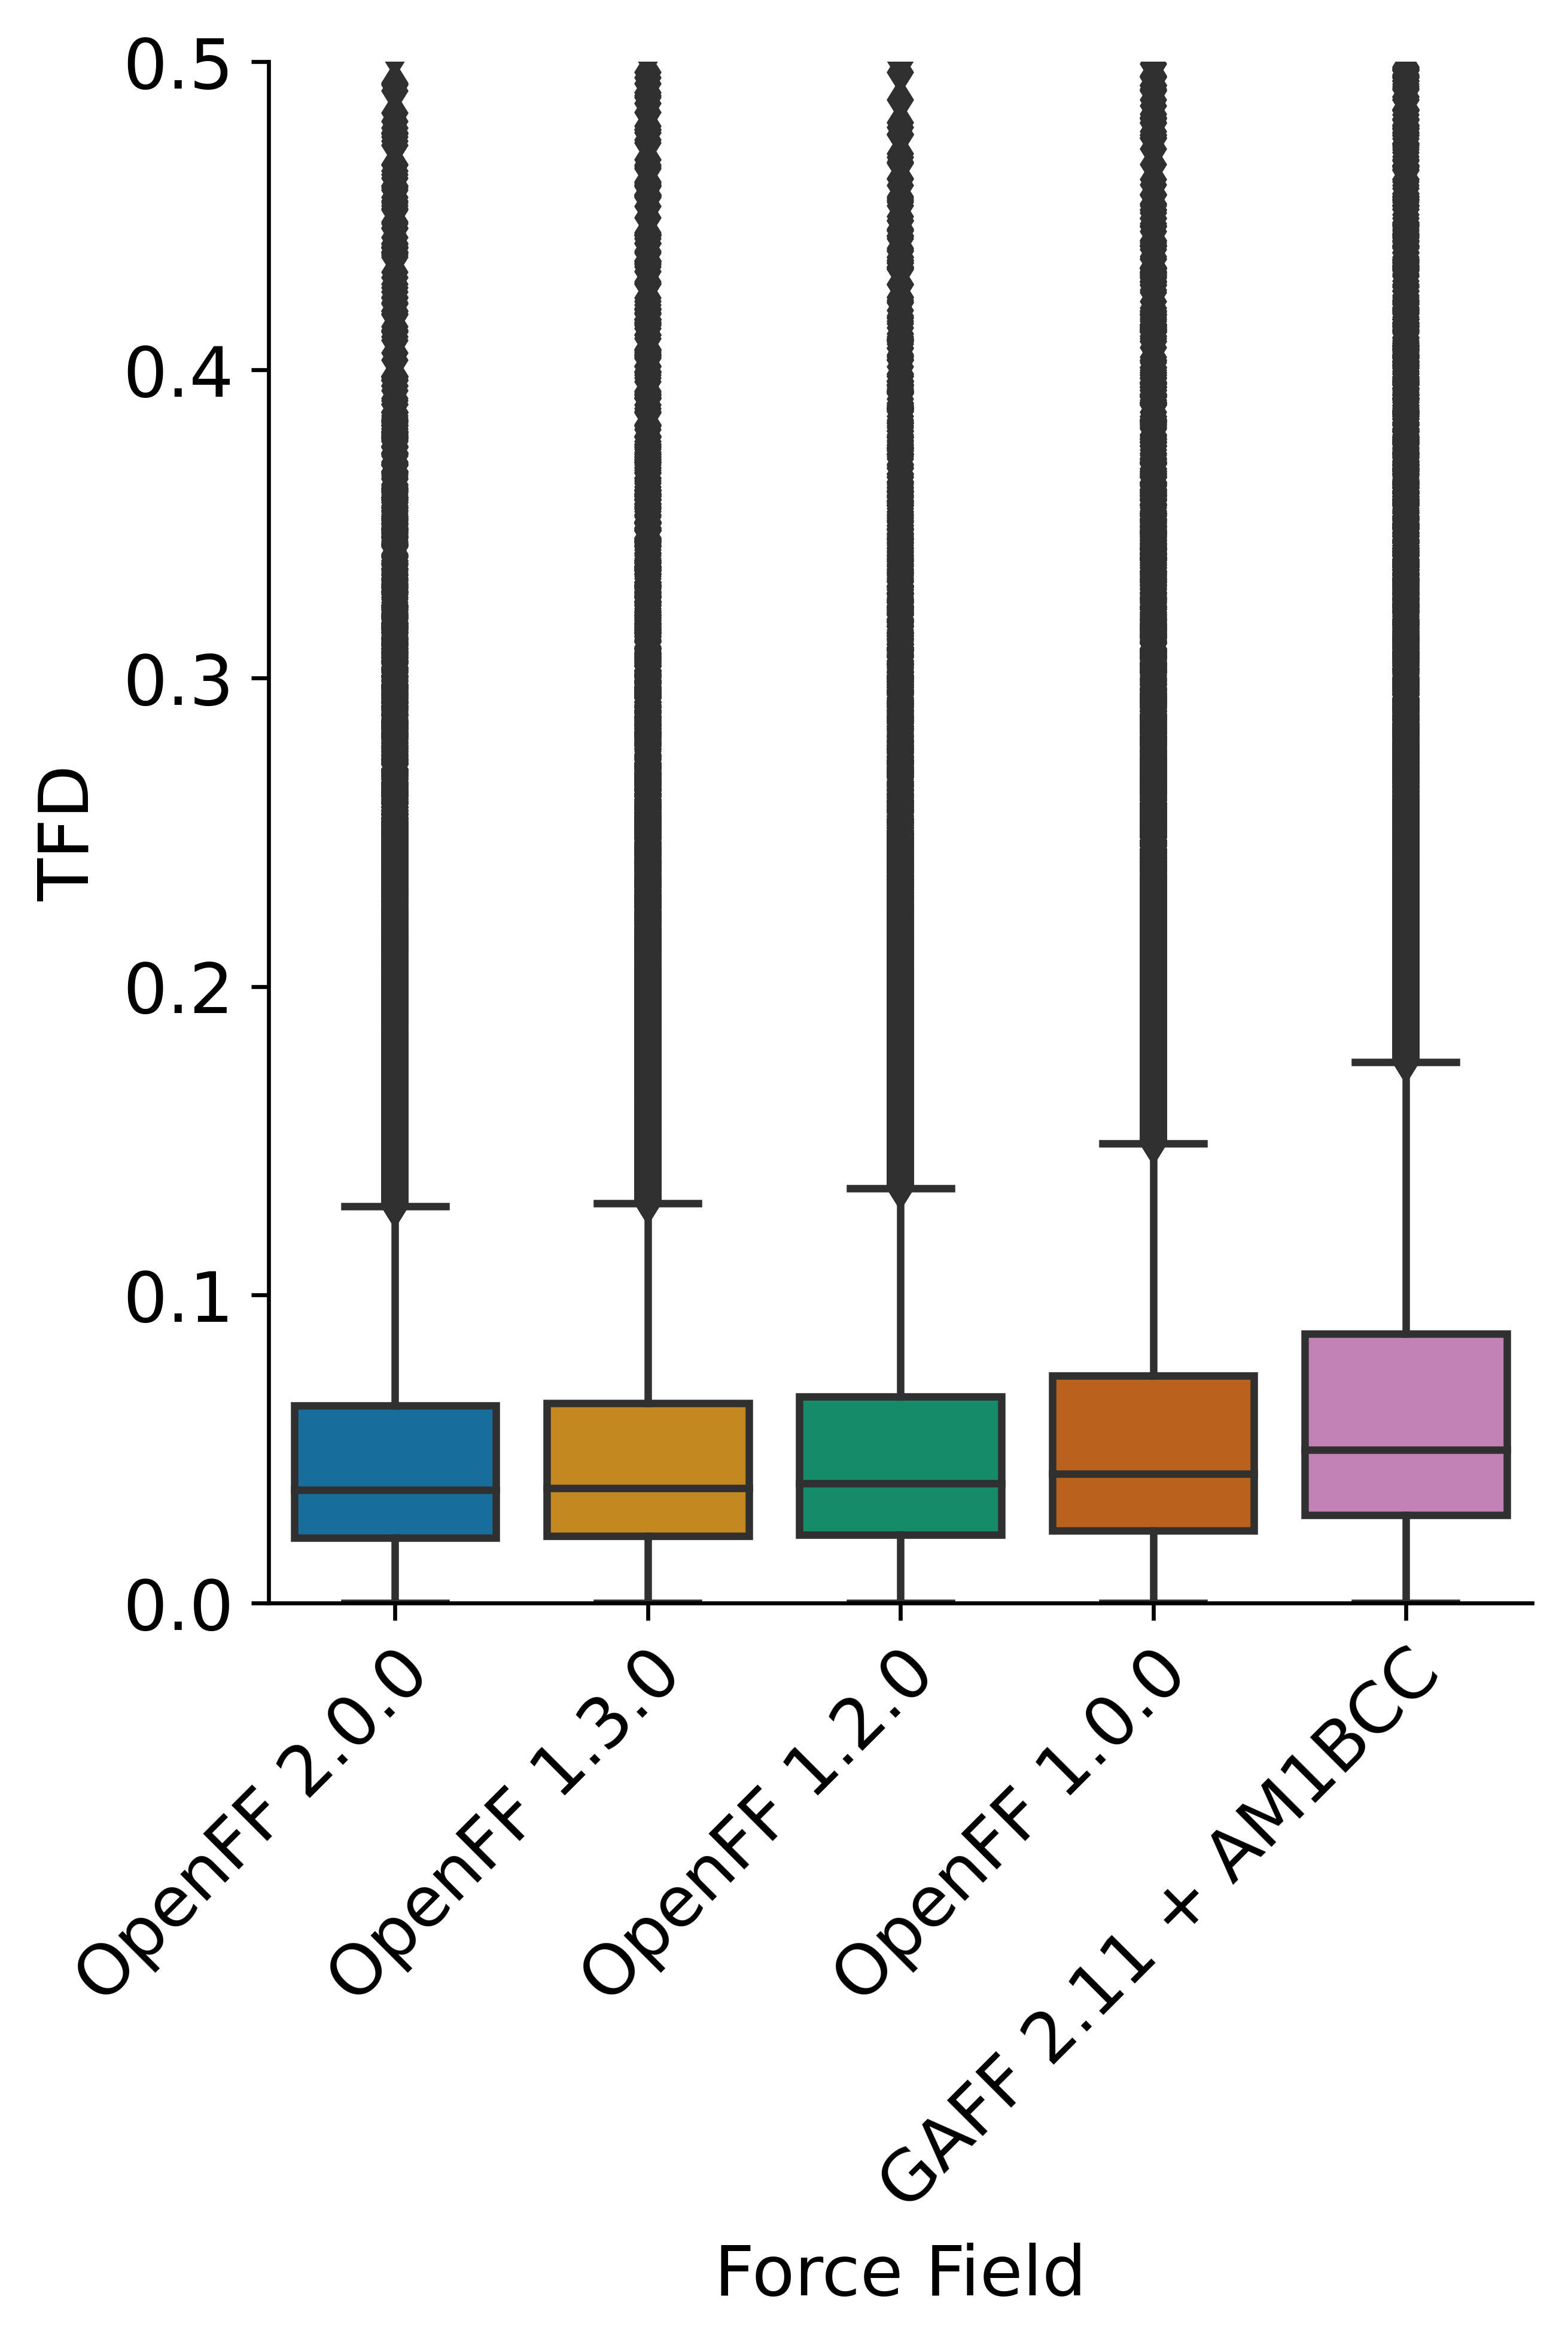 0.5
0.4
0.3
0.2
0.1
0.0
TFD
OpenFF 2.0.0
OpenFF 1.3.0
OpenFF 1.2.0
OpenFF 1.0.0
GAFF 2.11 + AM1BCC
Force Field